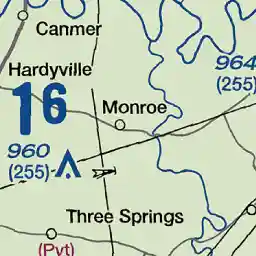 Canmer
Hardyville
964
(255)
16
Monroe
960
(255)
Three Springs
(Pvt)